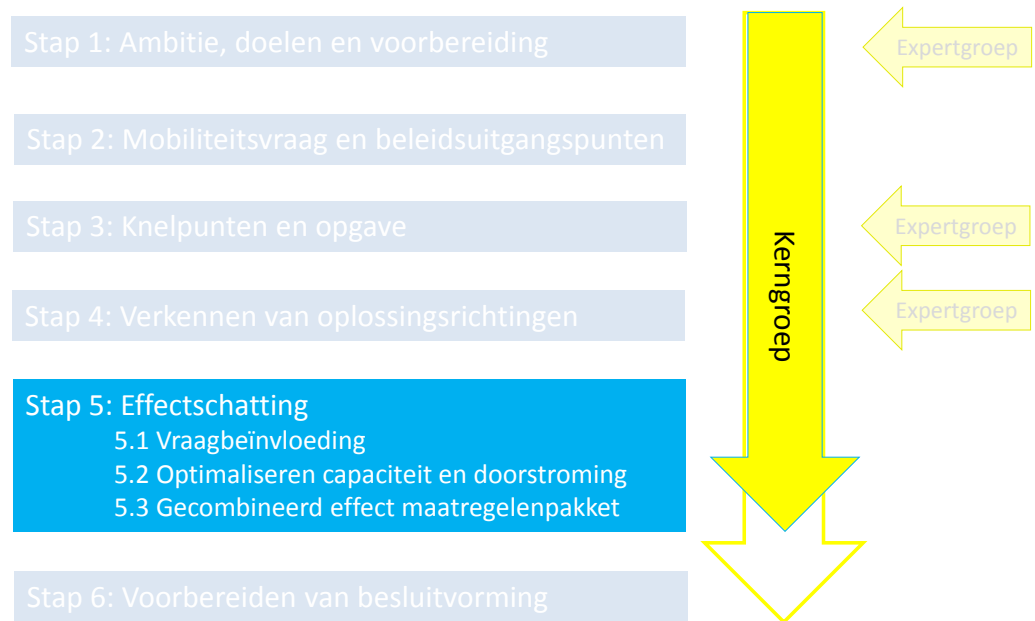 Stap 1: Ambitie, doelen en voorbereiding
Expertgroep
Stap 2: Mobiliteitsvraag en beleidsuitgangspunten
Stap 3: Knelpunten en opgave
Expertgroep
Kerngroep
Stap 4: Verkennen van oplossingsrichtingen
Expertgroep
Stap 5: Effectschatting
5.1 Vraagbeïnvloeding
5.2 Optimaliseren capaciteit en doorstroming
5.3 Gecombineerd effect maatregelenpakket
Stap 6: Voorbereiden van besluitvorming